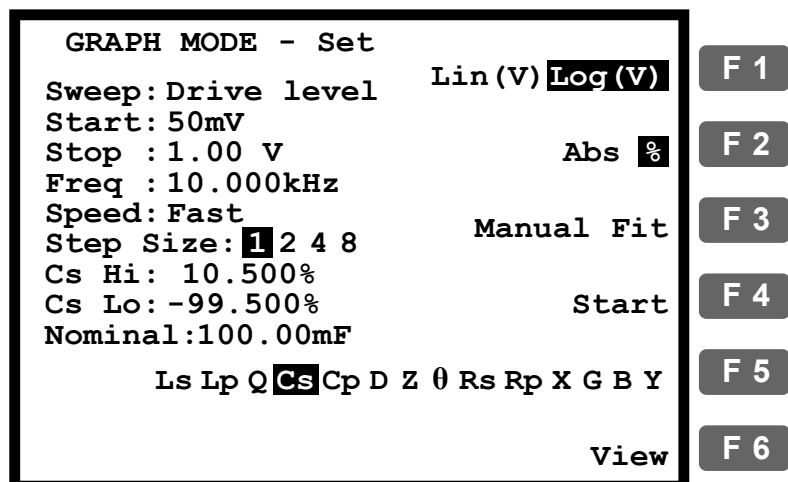 GRAPH MODE - Set
Lin(V) Log(V) F 1
Sweep: Drive level
Start: 50mV
Stop : 1.00 V
Abs % F 2
Freq : 10.000kHz
Speed: Fast
Manual Fit F 3
Step Size: 1 2 4 8
Cs Hi: 10.500%
Cs Lo: -99.500%
Start F 4
Nominal:100.00mF
Ls Lp Q Cs Cp D Z θ Rs Rp X G B Y F 5
View F 6